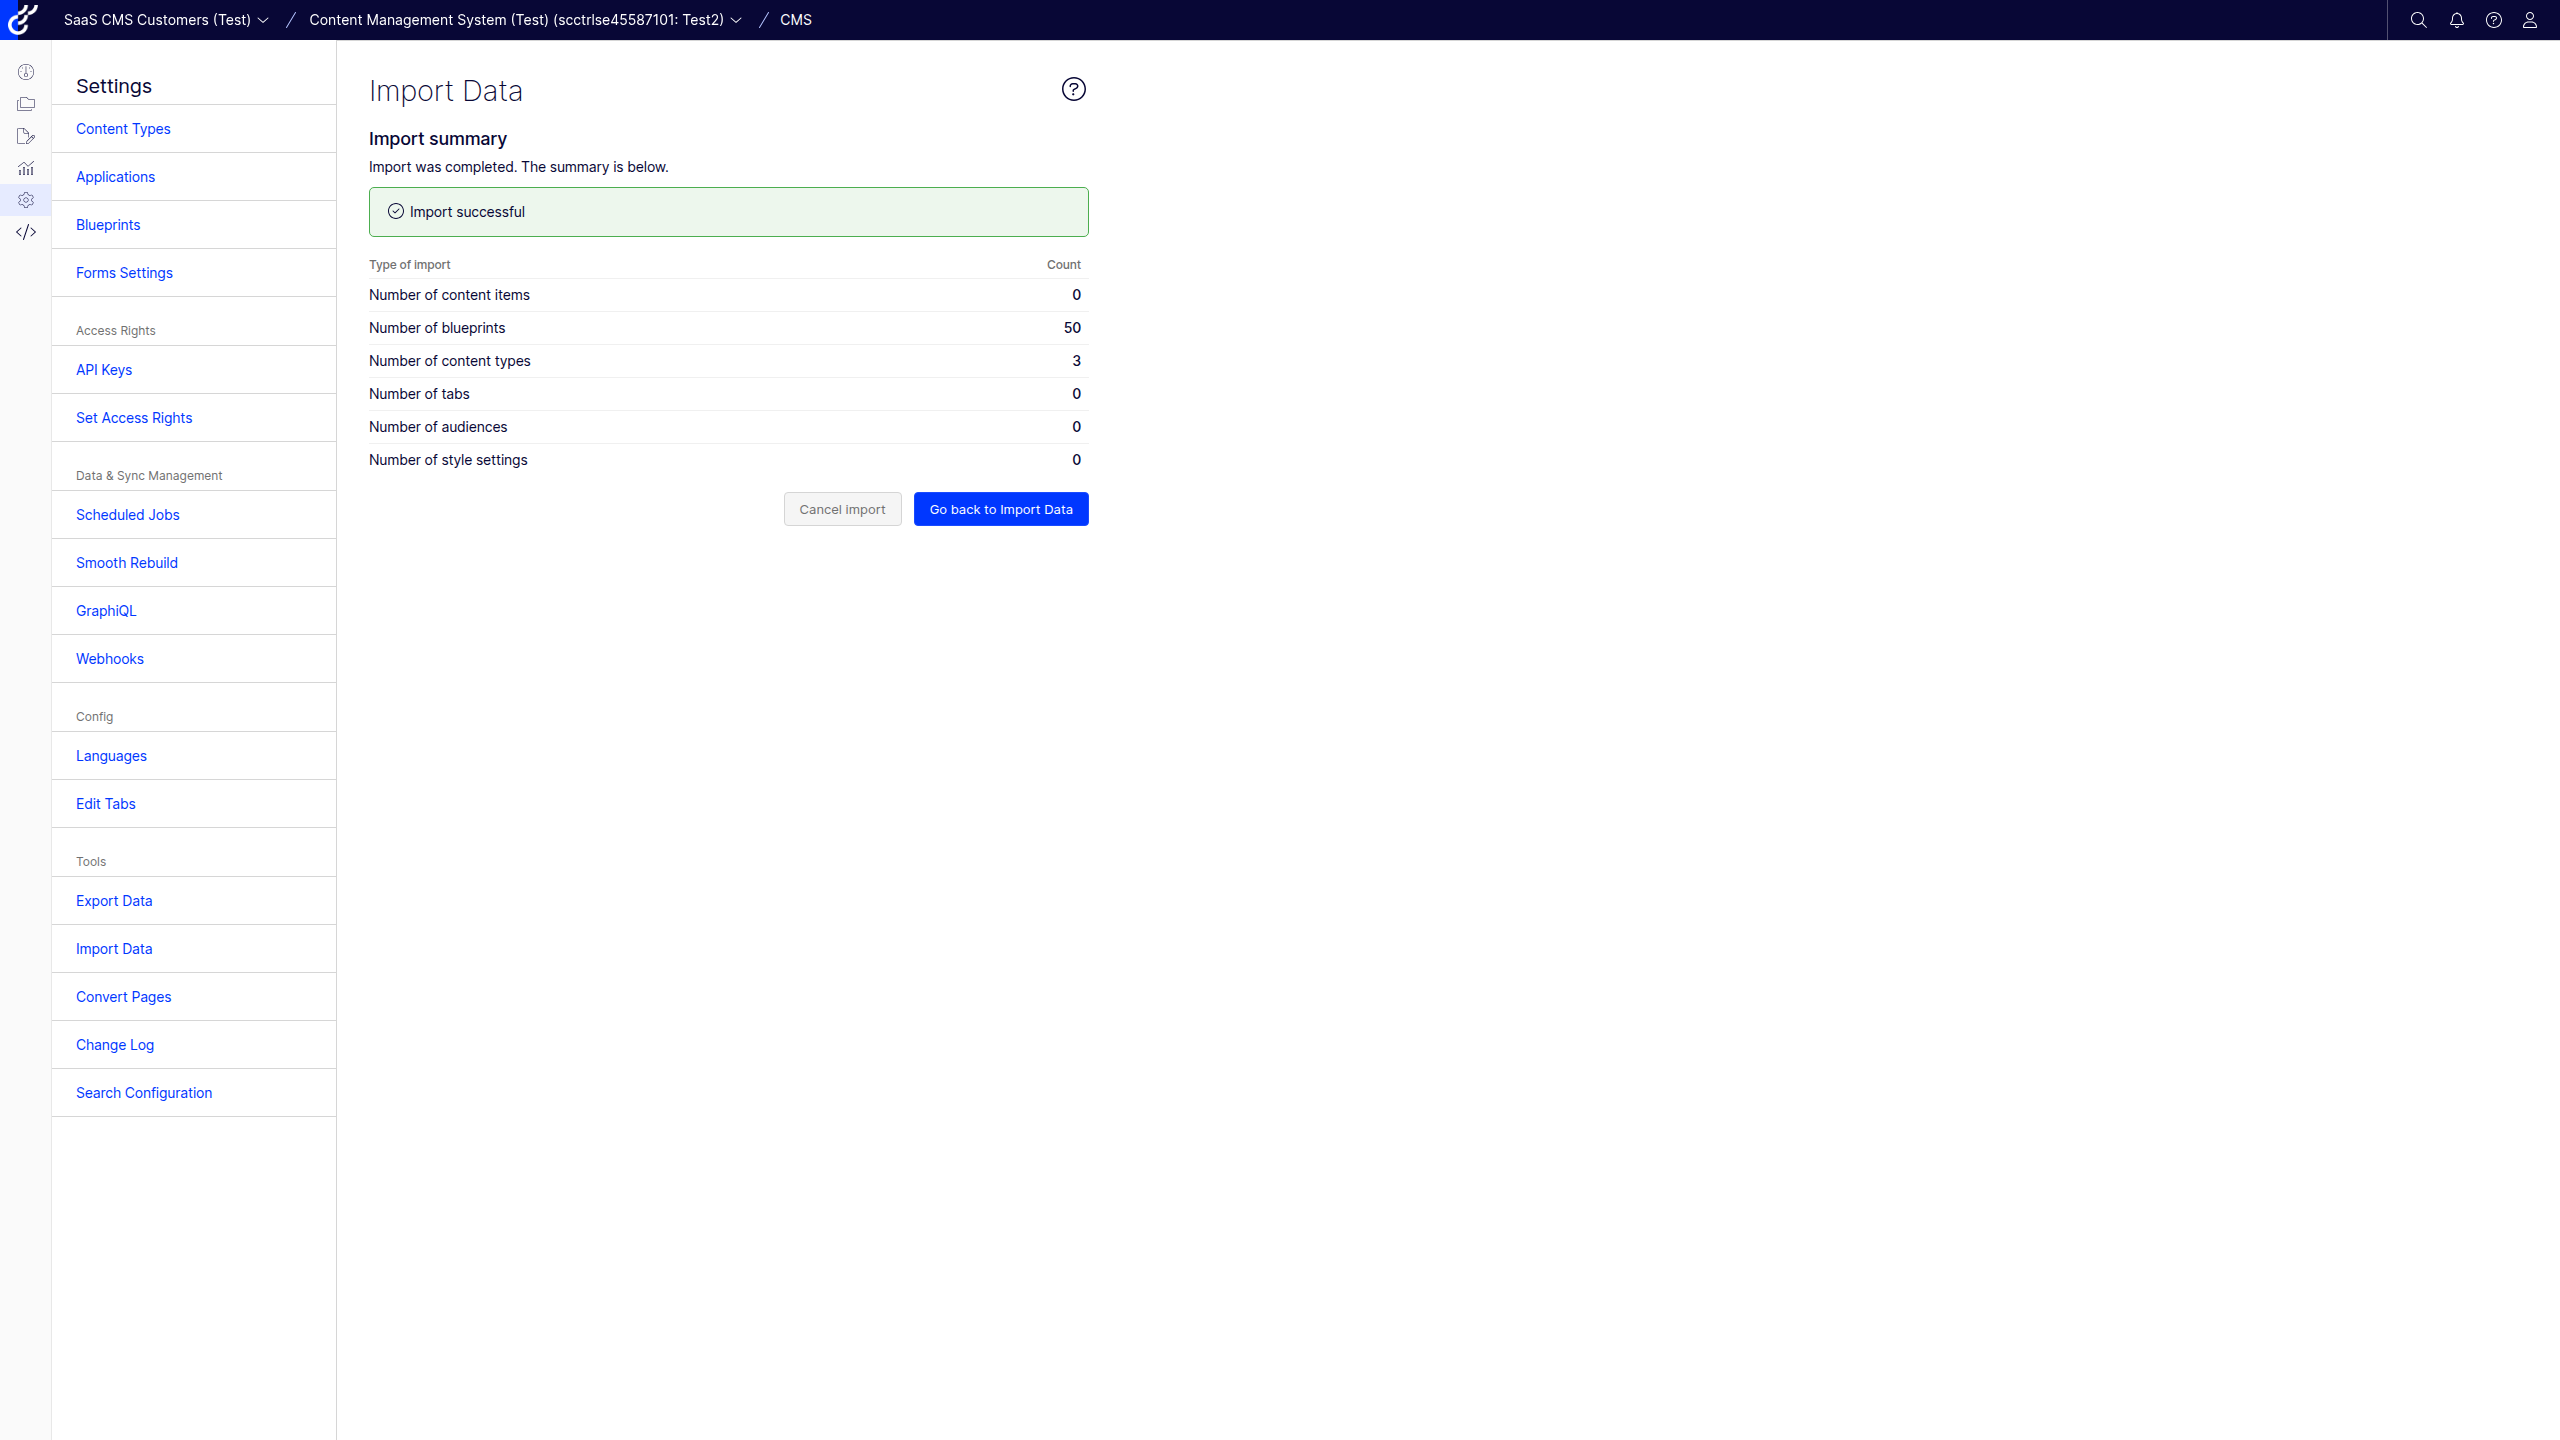 SaaS CMS Customers (Test) / Content Management System (Test) (scctrlse45587101: Test2) / CMS
Settings
Content Types
Applications
Blueprints
Forms Settings
Access Rights
API Keys
Set Access Rights
Data & Sync Management
Scheduled Jobs
Smooth Rebuild
GraphiQL
Webhooks
Config
Languages
Edit Tabs
Tools
Export Data
Import Data
Convert Pages
Change Log
Search Configuration
Import Data
Import summary
Import was completed. The summary is below.
Import successful
Type of import Count
Number of content items 0
Number of blueprints 50
Number of content types 3
Number of tabs 0
Number of audiences 0
Number of style settings 0
Cancel import Go back to Import Data